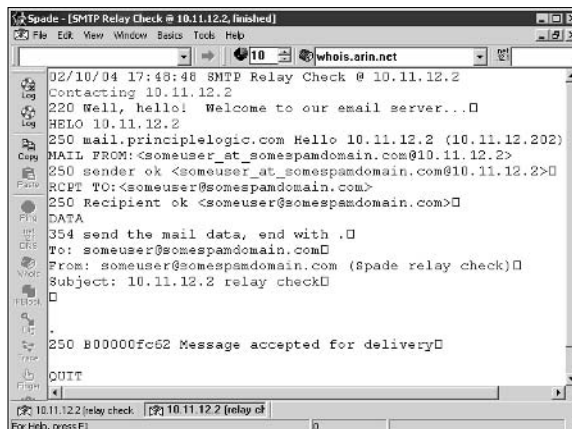 Spade - [SMTP Relay Check @ 10.11.12.2, finished]
File Edit View Window Basics Tools Help
10 whois.arin.net
02/10/04 17:48:48 SMTP Relay Check @ 10.11.12.2
Contacting 10.11.12.2
220 Well, hello! Welcome to our email server...□
HELO 10.11.12.2
250 mail.principlelogic.com Hello 10.11.12.2 (10.11.12.202)
MAIL FROM:<someuser_at_somespamdomain.com@10.11.12.2>
250 sender ok <someuser_at_somespamdomain.com@10.11.12.2>□
RCPT TO:<someuser@somespamdomain.com>
250 Recipient ok <someuser@somespamdomain.com>□
DATA
354 send the mail data, end with .□
To: someuser@somespamdomain.com□
From: someuser@somespamdomain.com (Spade relay check)□
Subject: 10.11.12.2 relay check□
□
.
250 B00000fc62 Message accepted for delivery□
QUIT
Log
Log
Copy
Paste
Ping
DNS
Whois
IPBlock
Dig
Trace
Finger
10.11.12.2 [relay check. 10.11.12.2 [relay ch
For Help, press F1 0